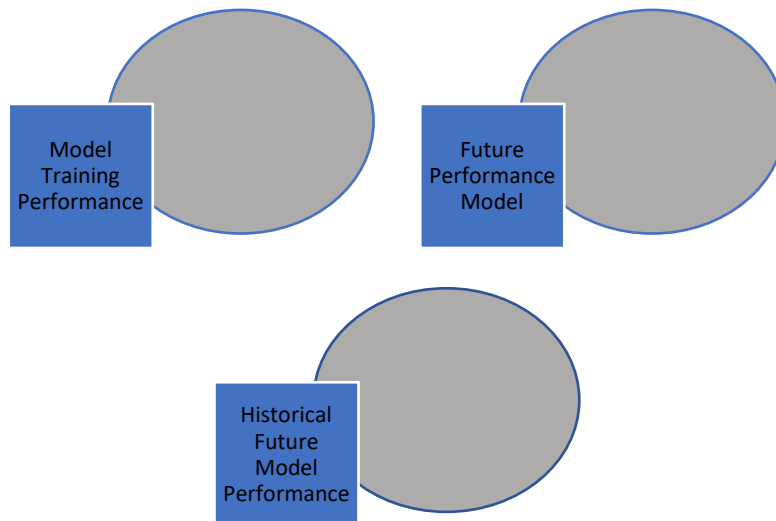 Model
Training
Performance
Future
Performance
Model
Historical
Future
Model
Performance